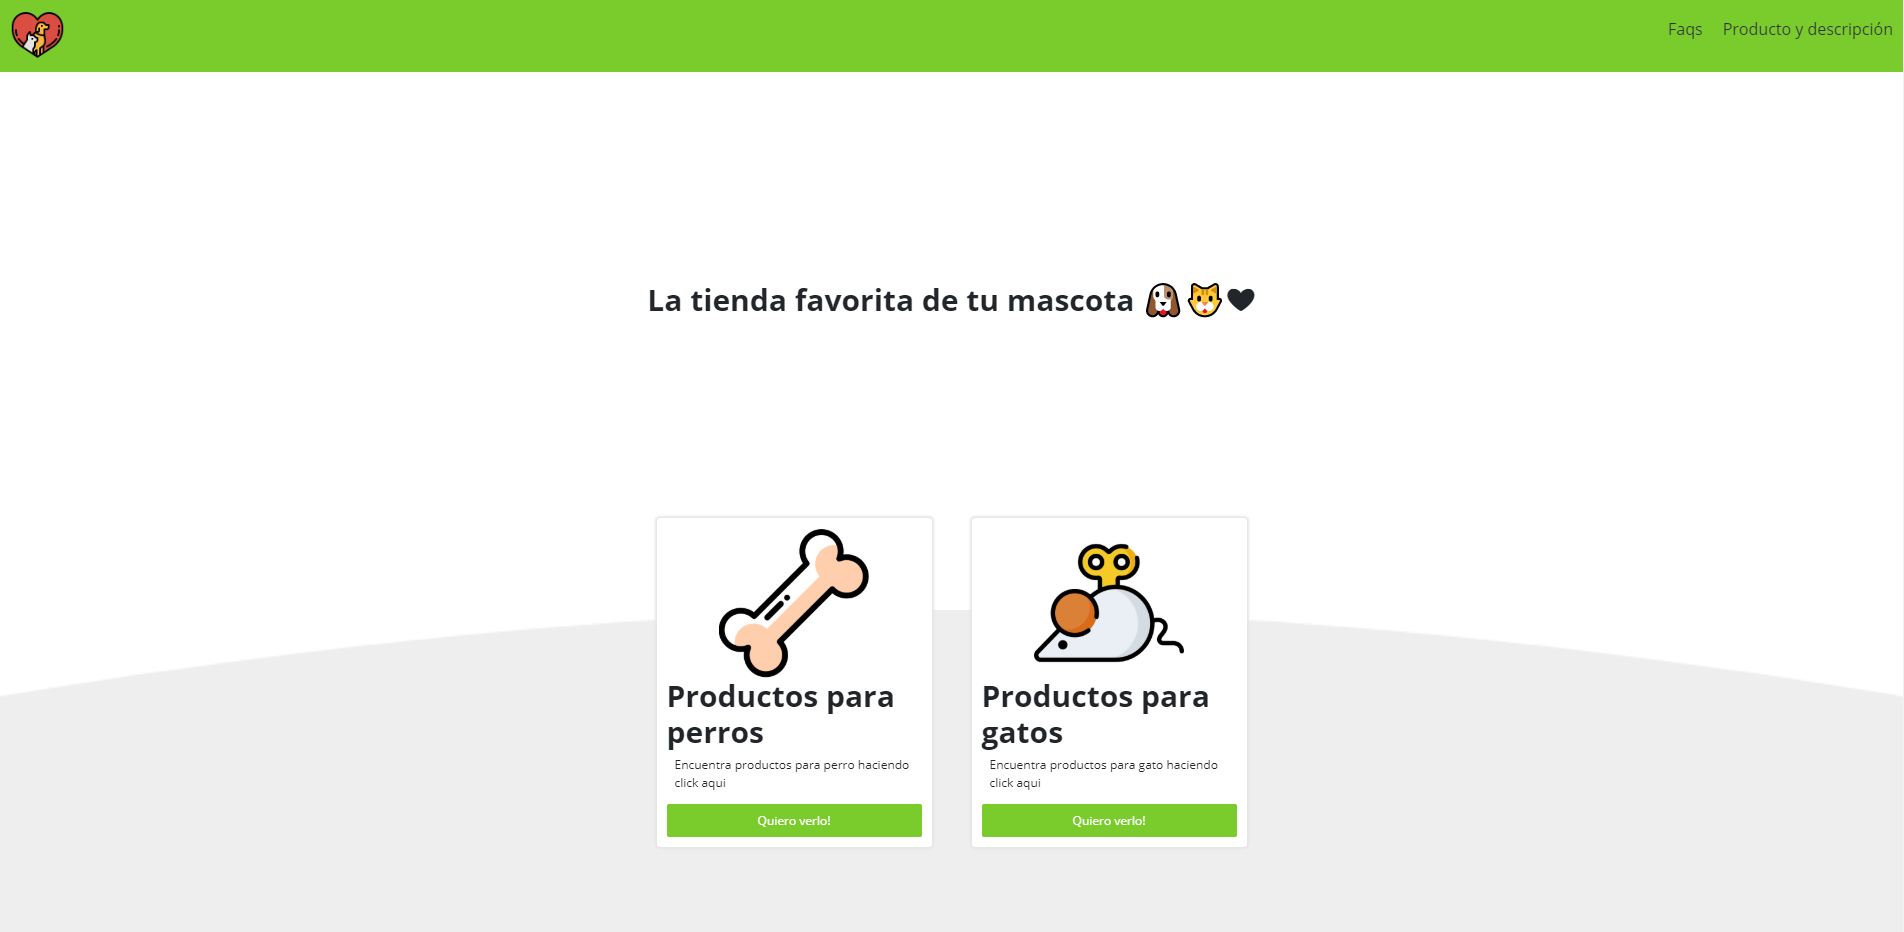 Faqs Producto y descripción
La tienda favorita de tu mascota
Productos para
perros
Encuentra productos para perro haciendo
click aqui
Quiero verlo!
Productos para
gatos
Encuentra productos para gato haciendo
click aqui
Quiero verlo!